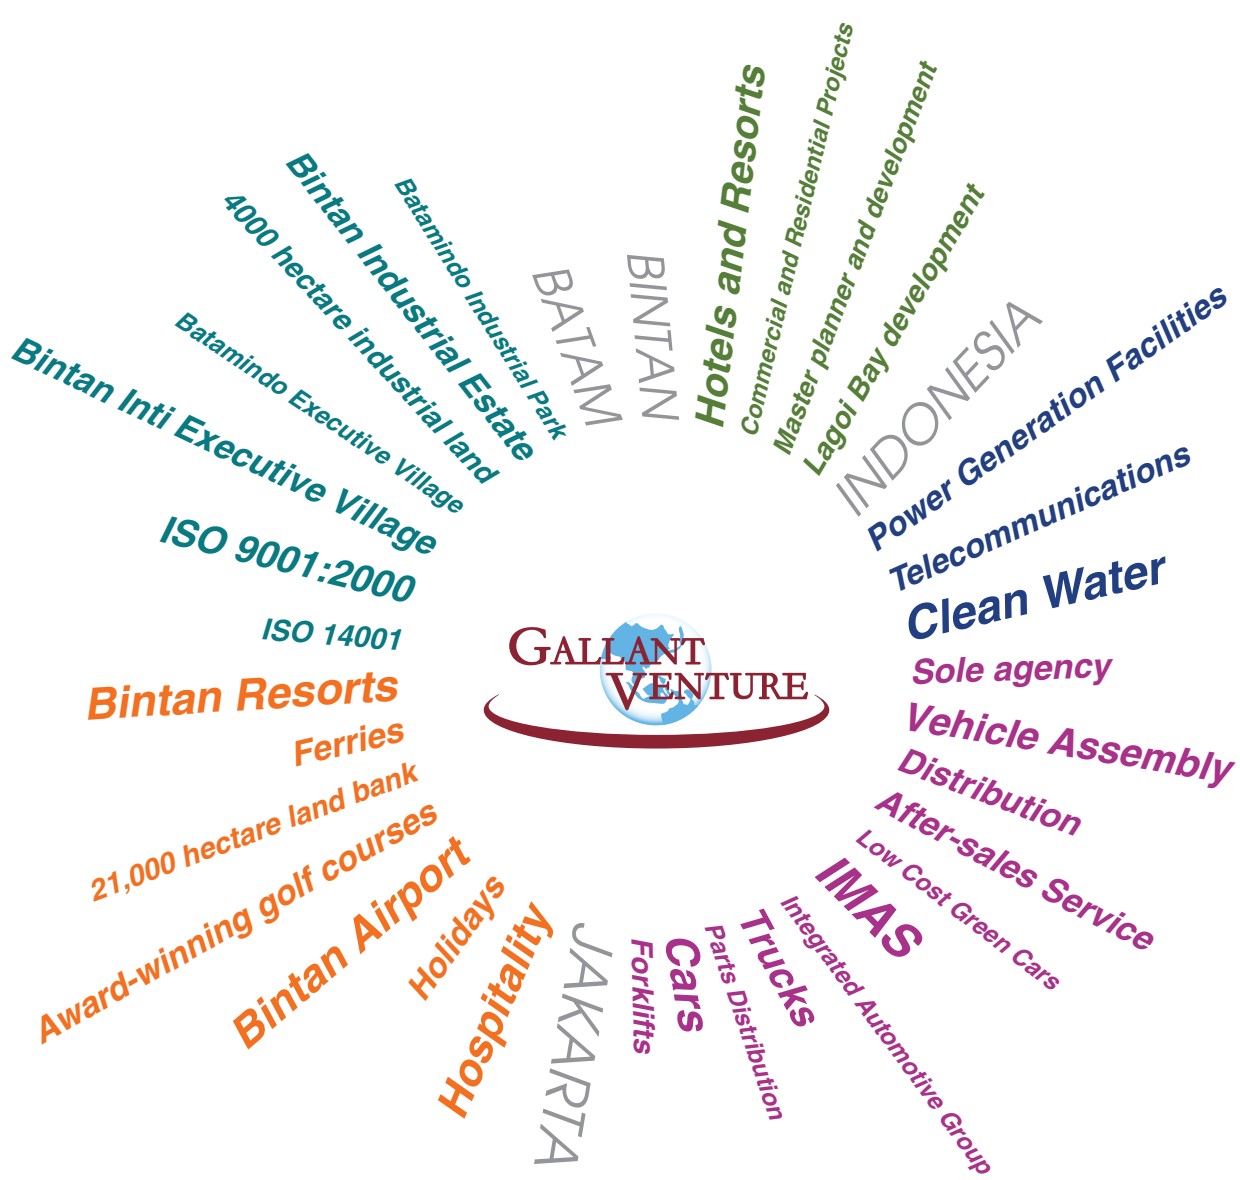 GALLANT
VENTURE
BINTAN
Hotels and Resorts
Commercial and Residential Projects
Master planner and development
Lagoi Bay development
INDONESIA
Power Generation Facilities
Telecommunications
Clean Water
Sole agency
Vehicle Assembly
Distribution
After-sales Service
Low Cost Green Cars
IMAS
Integrated Automotive Group
Trucks
Parts Distribution
Cars
Forklifts
JAKARTA
Hospitality
Holidays
Bintan Airport
Award-winning golf courses
21,000 hectare land bank
Ferries
Bintan Resorts
ISO 14001
ISO 9001:2000
Bintan Inti Executive Village
Batamindo Executive Village
4000 hectare industrial land
Bintan Industrial Estate
Batamindo Industrial Park
BATAM